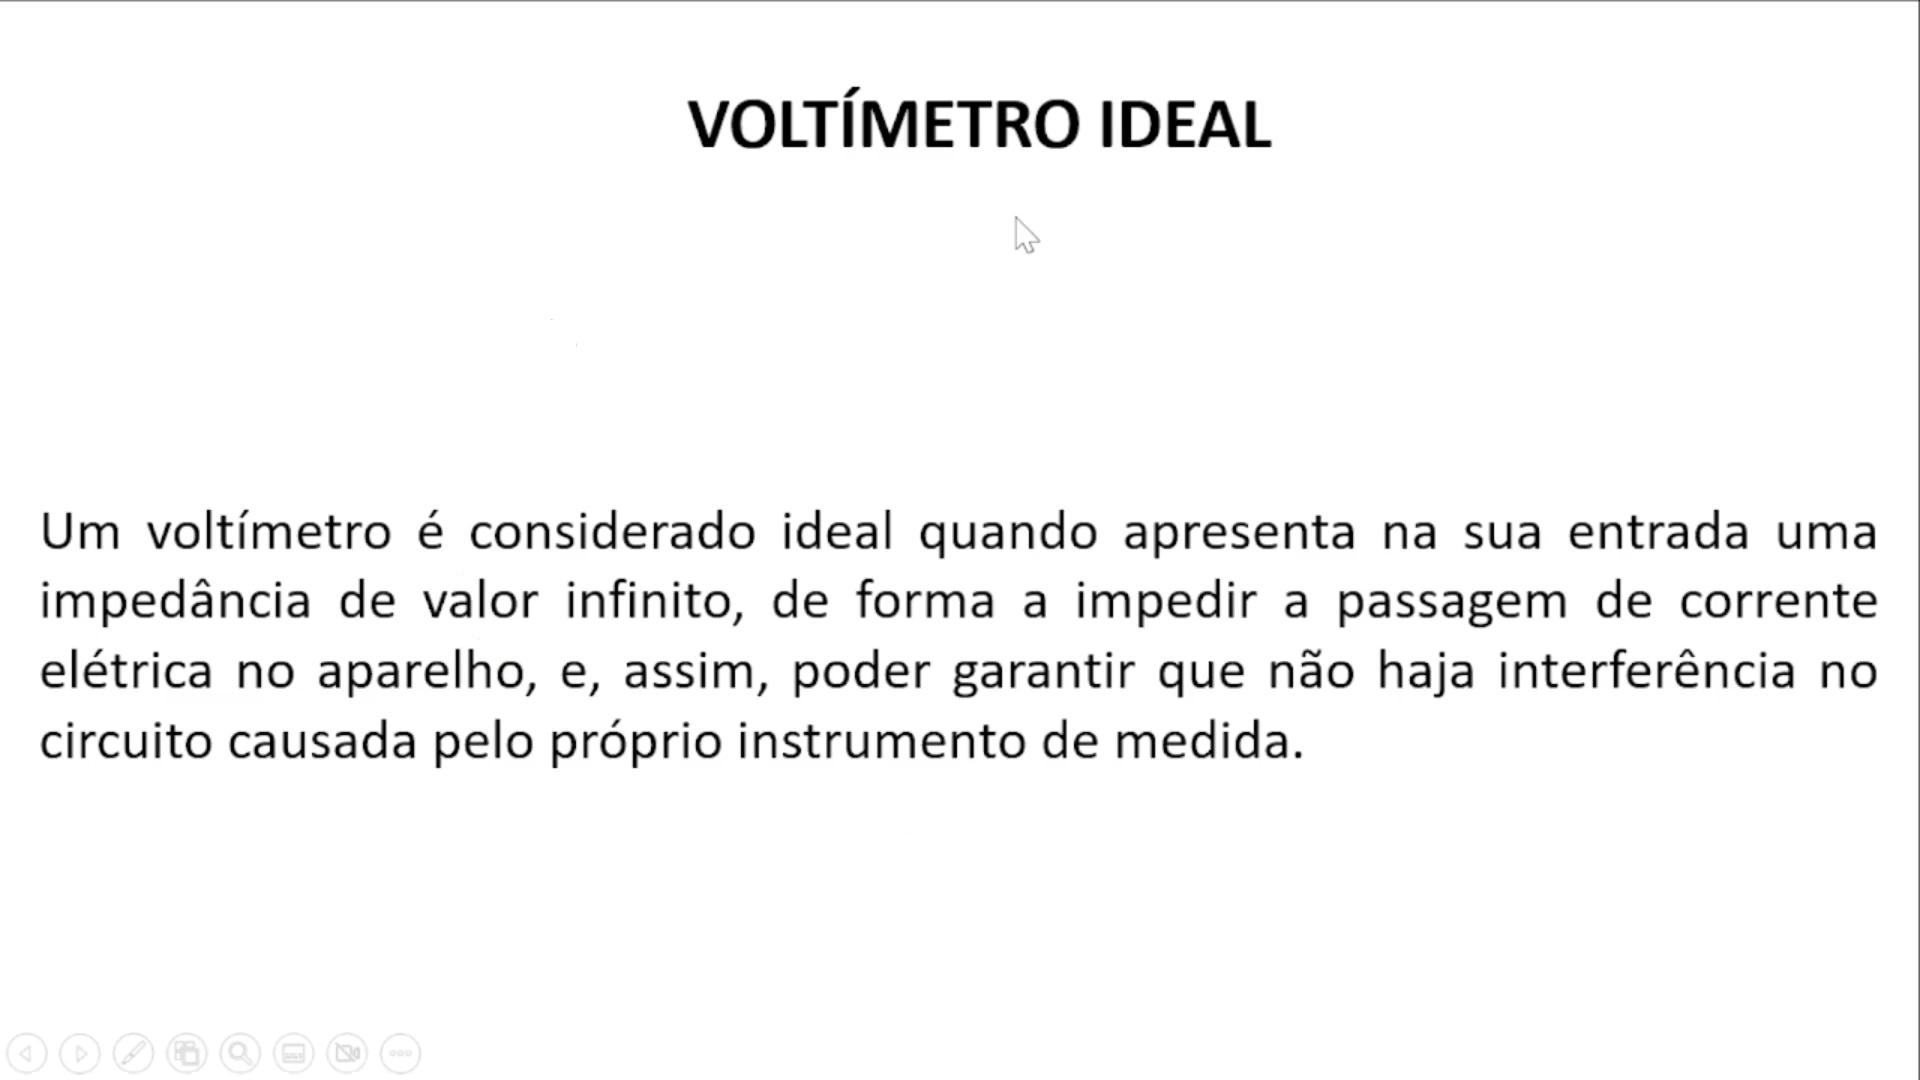 VOLTÍMETRO IDEAL
Um voltímetro é considerado ideal quando apresenta na sua entrada uma
impedância de valor infinito, de forma a impedir a passagem de corrente
elétrica no aparelho, e, assim, poder garantir que não haja interferência no
circuito causada pelo próprio instrumento de medida.